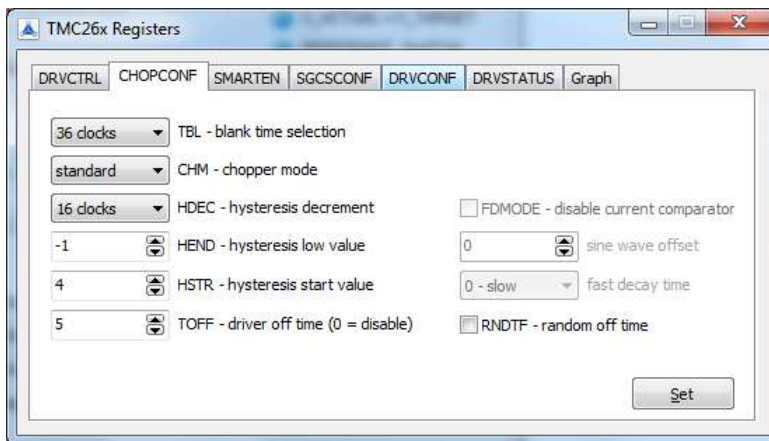 TMC26x Registers
DRVCTRL CHOPCONF SMARTEN SGCSCONF DRVCONF DRVSTATUS Graph
36 clocks TBL - blank time selection
standard CHM - chopper mode
16 clocks HDEC - hysteresis decrement FDMODE - disable current comparator
-1 HEND - hysteresis low value 0 sine wave offset
4 HSTR - hysteresis start value 0 - slow fast decay time
5 TOFF - driver off time (0 = disable) RNDTF - random off time
Set